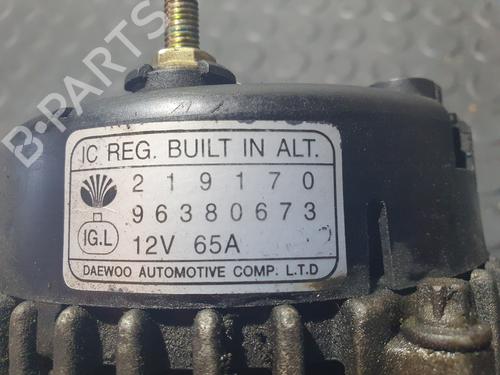 B-PARTS
IC REG. BUILT IN ALT.
219170
96380673
IG.L 12V 65A
DAEWOO AUTOMOTIVE COMP. L.T.D